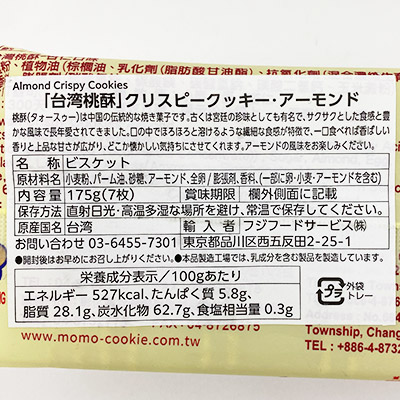 粉、植物油(棕櫚油、乳化劑(脂肪酸甘油酯)、抗氧化劑(混合濃縮生
Almond Crispy Cookies
「台湾桃酥」クリスピークッキー・アーモンド
桃酥(タオースゥー)は中国の伝統的な焼き菓子です。古くは宮廷の珍味としても有名で、サクサクとした食感と豊
かな風味で長年愛されてきました。口の中でほろほろと溶けるような繊細な食感が特徴で、一口食べれば香ばしい
香りと上品な甘さが広がり、どこか懐かしい気持ちにさせてくれます。アーモンドの風味をお楽しみください。
名 称 ビスケット
原材料名 小麦粉、パーム油、砂糖、アーモンド、全卵/膨張剤、香料、(一部に卵・小麦・アーモンドを含む)
内容量 175g(7枚) 賞味期限 欄外側面に記載
保存方法 直射日光・高温多湿な場所を避け、常温で保存してください。
原産国名 台湾 輸入者 フジフードサービス㈱
お問い合わせ 03-6455-7301 東京都品川区西五反田2-25-1
●開封後はお早めにお召し上がりください。 ●本品製造工場では、乳成分を含む製品を製造しています。
栄養成分表示/100gあたり
エネルギー 527kcal、たんぱく質 5.8g、
脂質 28.1g、炭水化物 62.7g、食塩相当量 0.3g
プラ
外袋
トレー
FAX : 04-8726875
www.momo-cookie.com.tw
Township, Chang
TEL : +886-4-8732